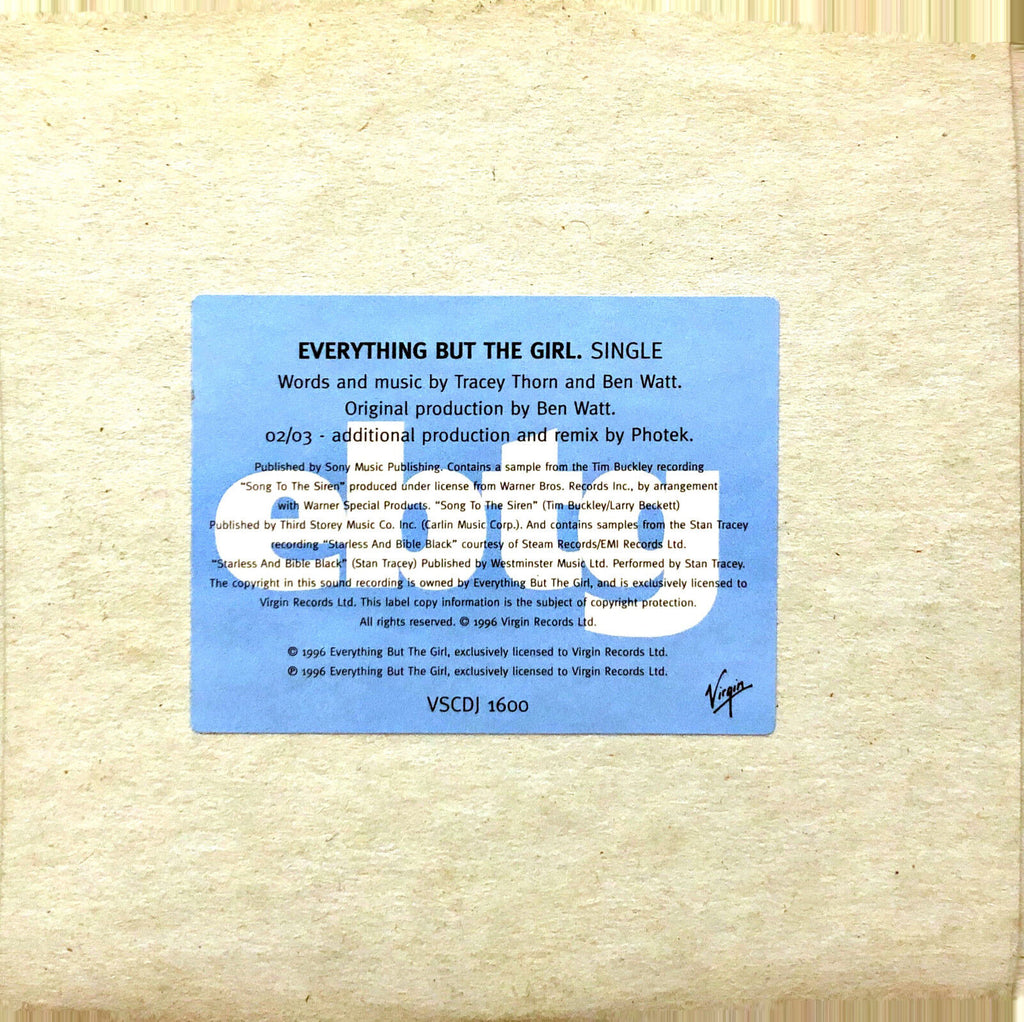 EVERYTHING BUT THE GIRL. SINGLE
Words and music by Tracey Thorn and Ben Watt.
Original production by Ben Watt.
02/03 - additional production and remix by Photek.
ebtg
Published by Sony Music Publishing. Contains a sample from the Tim Buckley recording
"Song To The Siren" produced under license from Warner Bros. Records Inc., by arrangement
with Warner Special Products. "Song To The Siren" (Tim Buckley/Larry Beckett)
Published by Third Storey Music Co. Inc. (Carlin Music Corp.). And contains samples from the Stan Tracey
recording "Starless And Bible Black" courtesy of Steam Records/EMI Records Ltd.
"Starless And Bible Black" (Stan Tracey) Published by Westminster Music Ltd. Performed by Stan Tracey.
The copyright in this sound recording is owned by Everything But The Girl, and is exclusively licensed to
Virgin Records Ltd. This label copy information is the subject of copyright protection.
All rights reserved. © 1996 Virgin Records Ltd.
© 1996 Everything But The Girl, exclusively licensed to Virgin Records Ltd.
℗ 1996 Everything But The Girl, exclusively licensed to Virgin Records Ltd.
VSCDJ 1600
Virgin